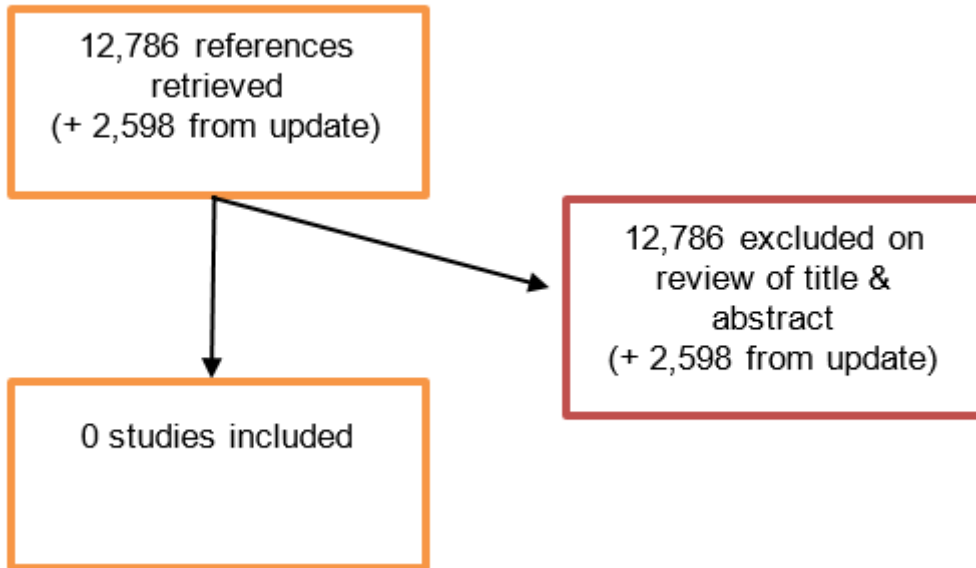 12,786 references
retrieved
(+ 2,598 from update)
12,786 excluded on
review of title &
abstract
(+ 2,598 from update)
0 studies included